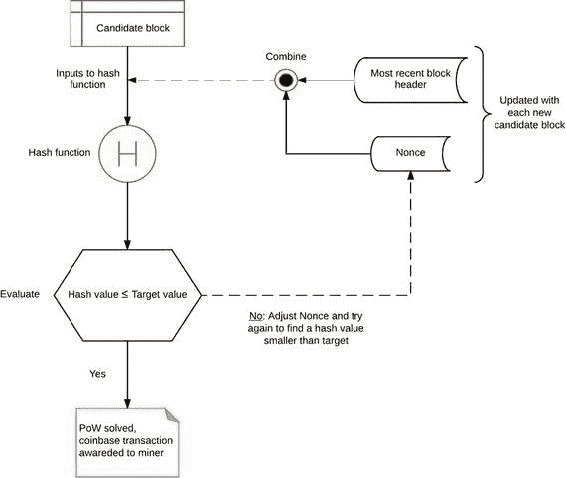 Candidate block
Combine
Inputs to hash
function
Most recent block
header
Updated with
each new
candidate block
Hash function
H
Nonce
Evaluate
Hash value ≤ Target value
No: Adjust Nonce and try
again to find a hash value
smaller than target
Yes
PoW solved,
coinbase transaction
awareded to miner